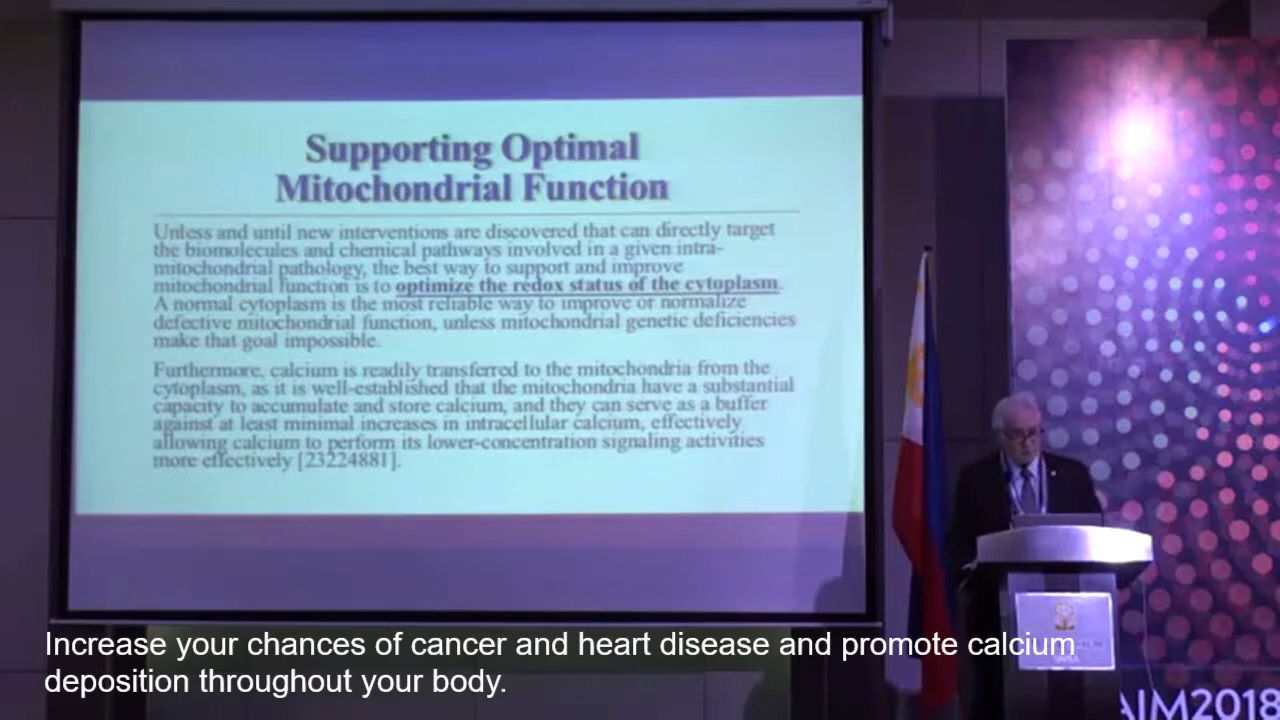 Supporting Optimal
Mitochondrial Function
Unless and until new interventions are discovered that can directly target
the biomolecules and chemical pathways involved in a given intra-
mitochondrial pathology, the best way to support and improve
mitochondrial function is to optimize the redox status of the cytoplasm.
A normal cytoplasm is the most reliable way to improve or normalize
defective mitochondrial function, unless mitochondrial genetic deficiencies
make that goal impossible.
Furthermore, calcium is readily transferred to the mitochondria from the
cytoplasm, as it is well-established that the mitochondria have a substantial
capacity to accumulate and store calcium, and they can serve as a buffer
against at least minimal increases in intracellular calcium, effectively
allowing calcium to perform its lower-concentration signaling activities
more effectively [23224881].
AIM2018
Increase your chances of cancer and heart disease and promote calcium
deposition throughout your body.